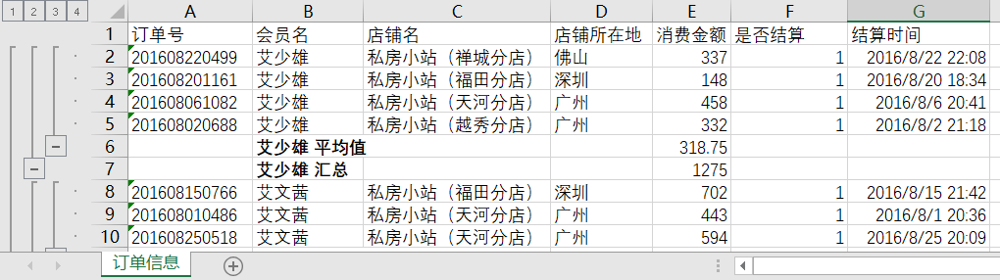 1 2 3 4 A B C D E F G
1 订单号 会员名 店铺名 店铺所在地 消费金额 是否结算 结算时间
2 201608220499 艾少雄 私房小站（禅城分店） 佛山 337 1 2016/8/22 22:08
3 201608201161 艾少雄 私房小站（福田分店） 深圳 148 1 2016/8/20 18:34
4 201608061082 艾少雄 私房小站（天河分店） 广州 458 1 2016/8/6 20:41
5 201608020688 艾少雄 私房小站（越秀分店） 广州 332 1 2016/8/2 21:18
6 艾少雄 平均值 318.75
7 艾少雄 汇总 1275
8 201608150766 艾文茜 私房小站（福田分店） 深圳 702 1 2016/8/15 21:42
9 201608010486 艾文茜 私房小站（天河分店） 广州 443 1 2016/8/1 20:36
10 201608250518 艾文茜 私房小站（天河分店） 广州 594 1 2016/8/25 20:09
订单信息